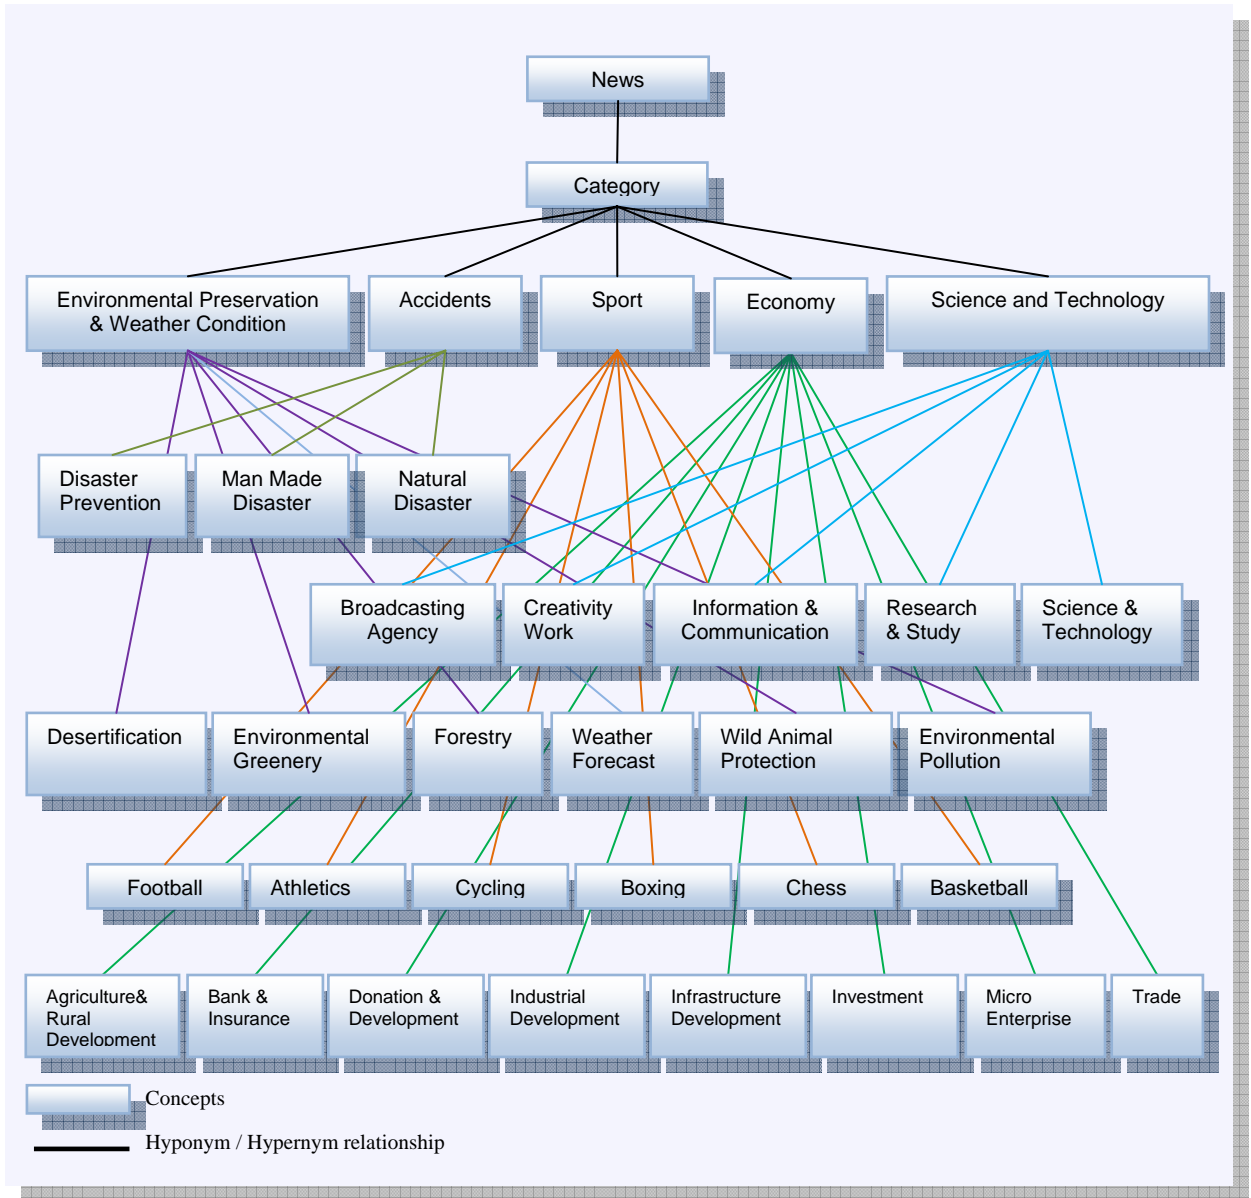 News
Category
Environmental Preservation
& Weather Condition
Accidents
Sport
Economy
Science and Technology
Disaster
Prevention
Man Made
Disaster
Natural
Disaster
Broadcasting
Agency
Creativity
Work
Information &
Communication
Research
& Study
Science &
Technology
Desertification
Environmental
Greenery
Forestry
Weather
Forecast
Wild Animal
Protection
Environmental
Pollution
Football
Athletics
Cycling
Boxing
Chess
Basketball
Agriculture&
Rural
Development
Bank &
Insurance
Donation &
Development
Industrial
Development
Infrastructure
Development
Investment
Micro
Enterprise
Trade
Concepts
Hyponym / Hypernym relationship